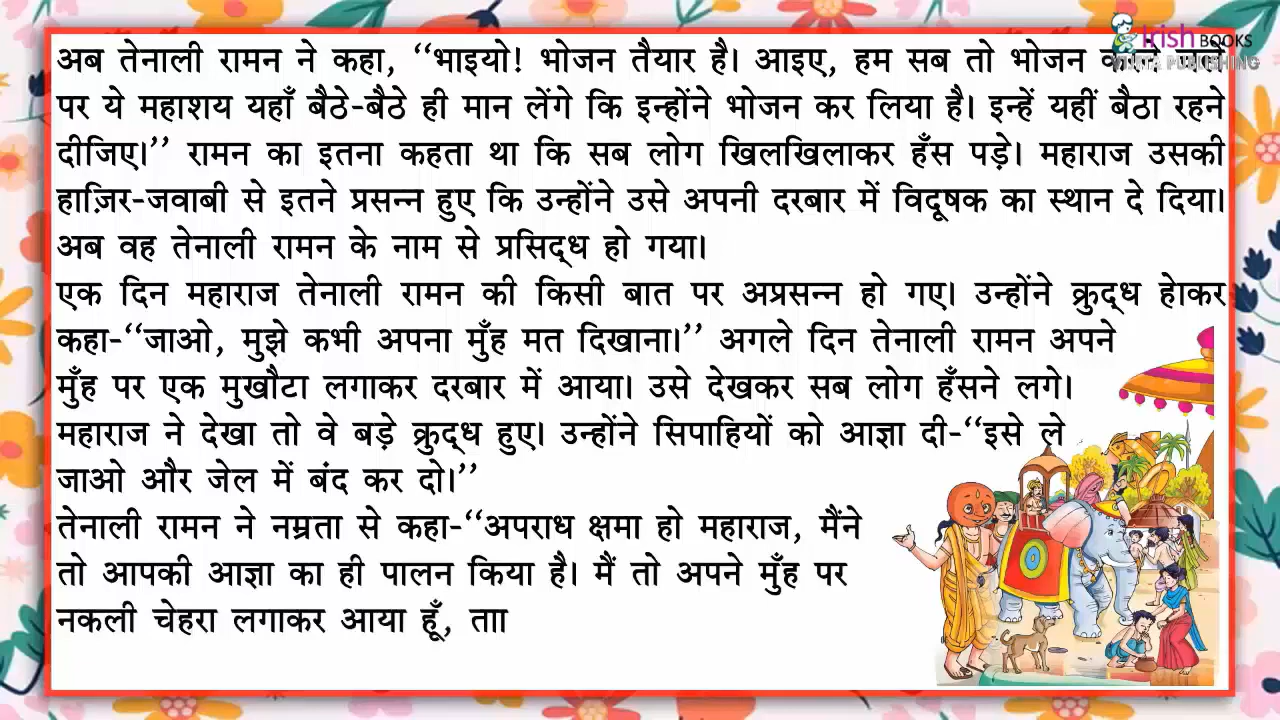 अब तेनाली रामन ने कहा, ‘‘भाइयो! भोजन तैयार है। आइए, हम सब तो भोजन
पर ये महाशय यहाँ बैठे-बैठे ही मान लेंगे कि इन्होंने भोजन कर लिया है। इन्हें यहीं बैठा रहने
दीजिए।’’ रामन का इतना कहता था कि सब लोग खिलखिलाकर हँस पड़े। महाराज उसकी
हाज़िर-जवाबी से इतने प्रसन्न हुए कि उन्होंने उसे अपनी दरबार में विदूषक का स्थान दे दिया।
अब वह तेनाली रामन के नाम से प्रसिद्ध हो गया।
एक दिन महाराज तेनाली रामन की किसी बात पर अप्रसन्न हो गए। उन्होंने क्रुद्ध हेाकर
कहा-‘‘जाओ, मुझे कभी अपना मुँह मत दिखाना।’’ अगले दिन तेनाली रामन अपने
मुँह पर एक मुखौटा लगाकर दरबार में आया। उसे देखकर सब लोग हँसने लगे।
महाराज ने देखा तो वे बड़े क्रुद्ध हुए। उन्होंने सिपाहियों को आज्ञा दी-‘‘इसे ले
जाओ और जेल में बंद कर दो।’’
तेनाली रामन ने नम्रता से कहा-‘‘अपराध क्षमा हो महाराज, मैंने
तो आपकी आज्ञा का ही पालन किया है। मैं तो अपने मुँह पर
नकली चेहरा लगाकर आया हूँ, ताा
irish BOOKS
PUBLISHING